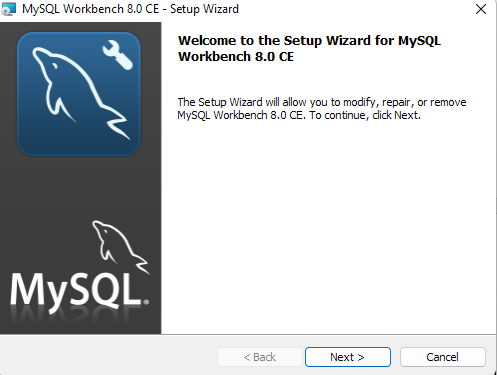 MySQL Workbench 8.0 CE - Setup Wizard
Welcome to the Setup Wizard for MySQL
Workbench 8.0 CE
The Setup Wizard will allow you to modify, repair, or remove
MySQL Workbench 8.0 CE. To continue, click Next.
MySQL®
< Back
Next >
Cancel